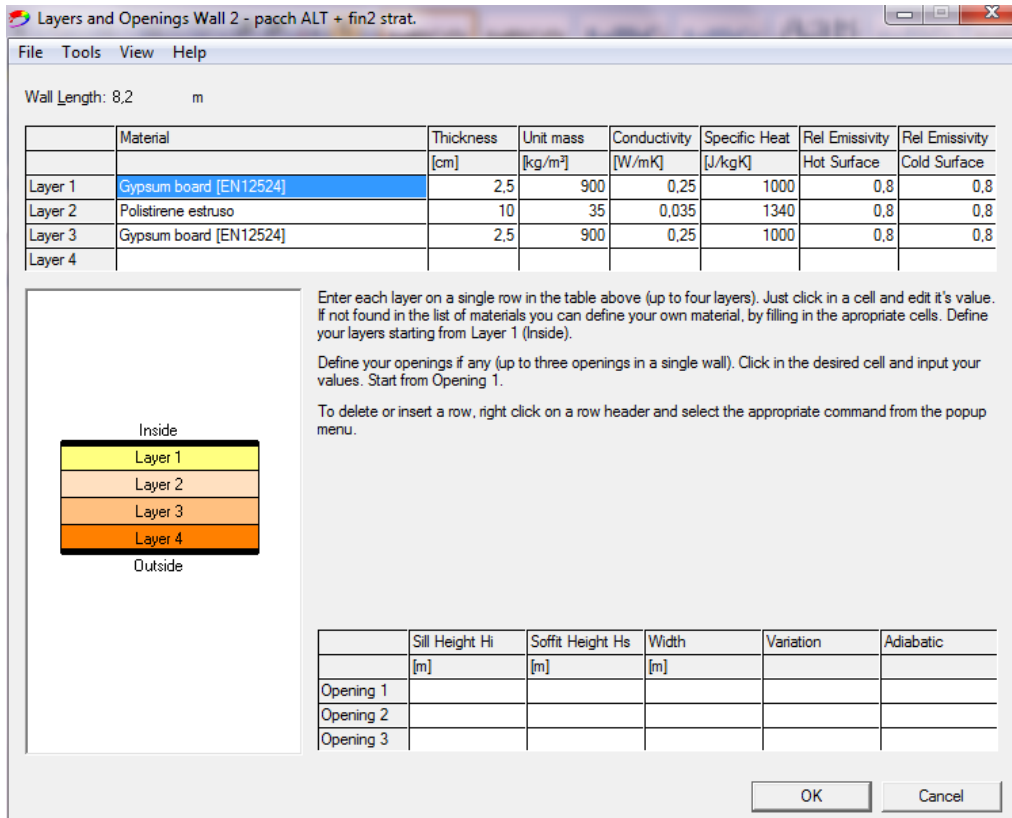 Layers and Openings Wall 2 - pacch ALT + fin2 strat.
File Tools View Help
Wall Length: 8,2 m
Material Thickness Unit mass Conductivity Specific Heat Rel Emissivity Rel Emissivity
[cm] [kg/m³] [W/mK] [J/kgK] Hot Surface Cold Surface
Layer 1 Gypsum board [EN12524] 2,5 900 0,25 1000 0,8 0,8
Layer 2 Polistirene estruso 10 35 0,035 1340 0,8 0,8
Layer 3 Gypsum board [EN12524] 2,5 900 0,25 1000 0,8 0,8
Layer 4
Enter each layer on a single row in the table above (up to four layers). Just click in a cell and edit it's value.
If not found in the list of materials you can define your own material, by filling in the apropriate cells. Define
your layers starting from Layer 1 (Inside).
Define your openings if any (up to three openings in a single wall). Click in the desired cell and input your
values. Start from Opening 1.
To delete or insert a row, right click on a row header and select the appropriate command from the popup
menu.
Inside
Layer 1
Layer 2
Layer 3
Layer 4
Outside
Sill Height Hi Soffit Height Hs Width Variation Adiabatic
[m] [m] [m]
Opening 1
Opening 2
Opening 3
OK Cancel